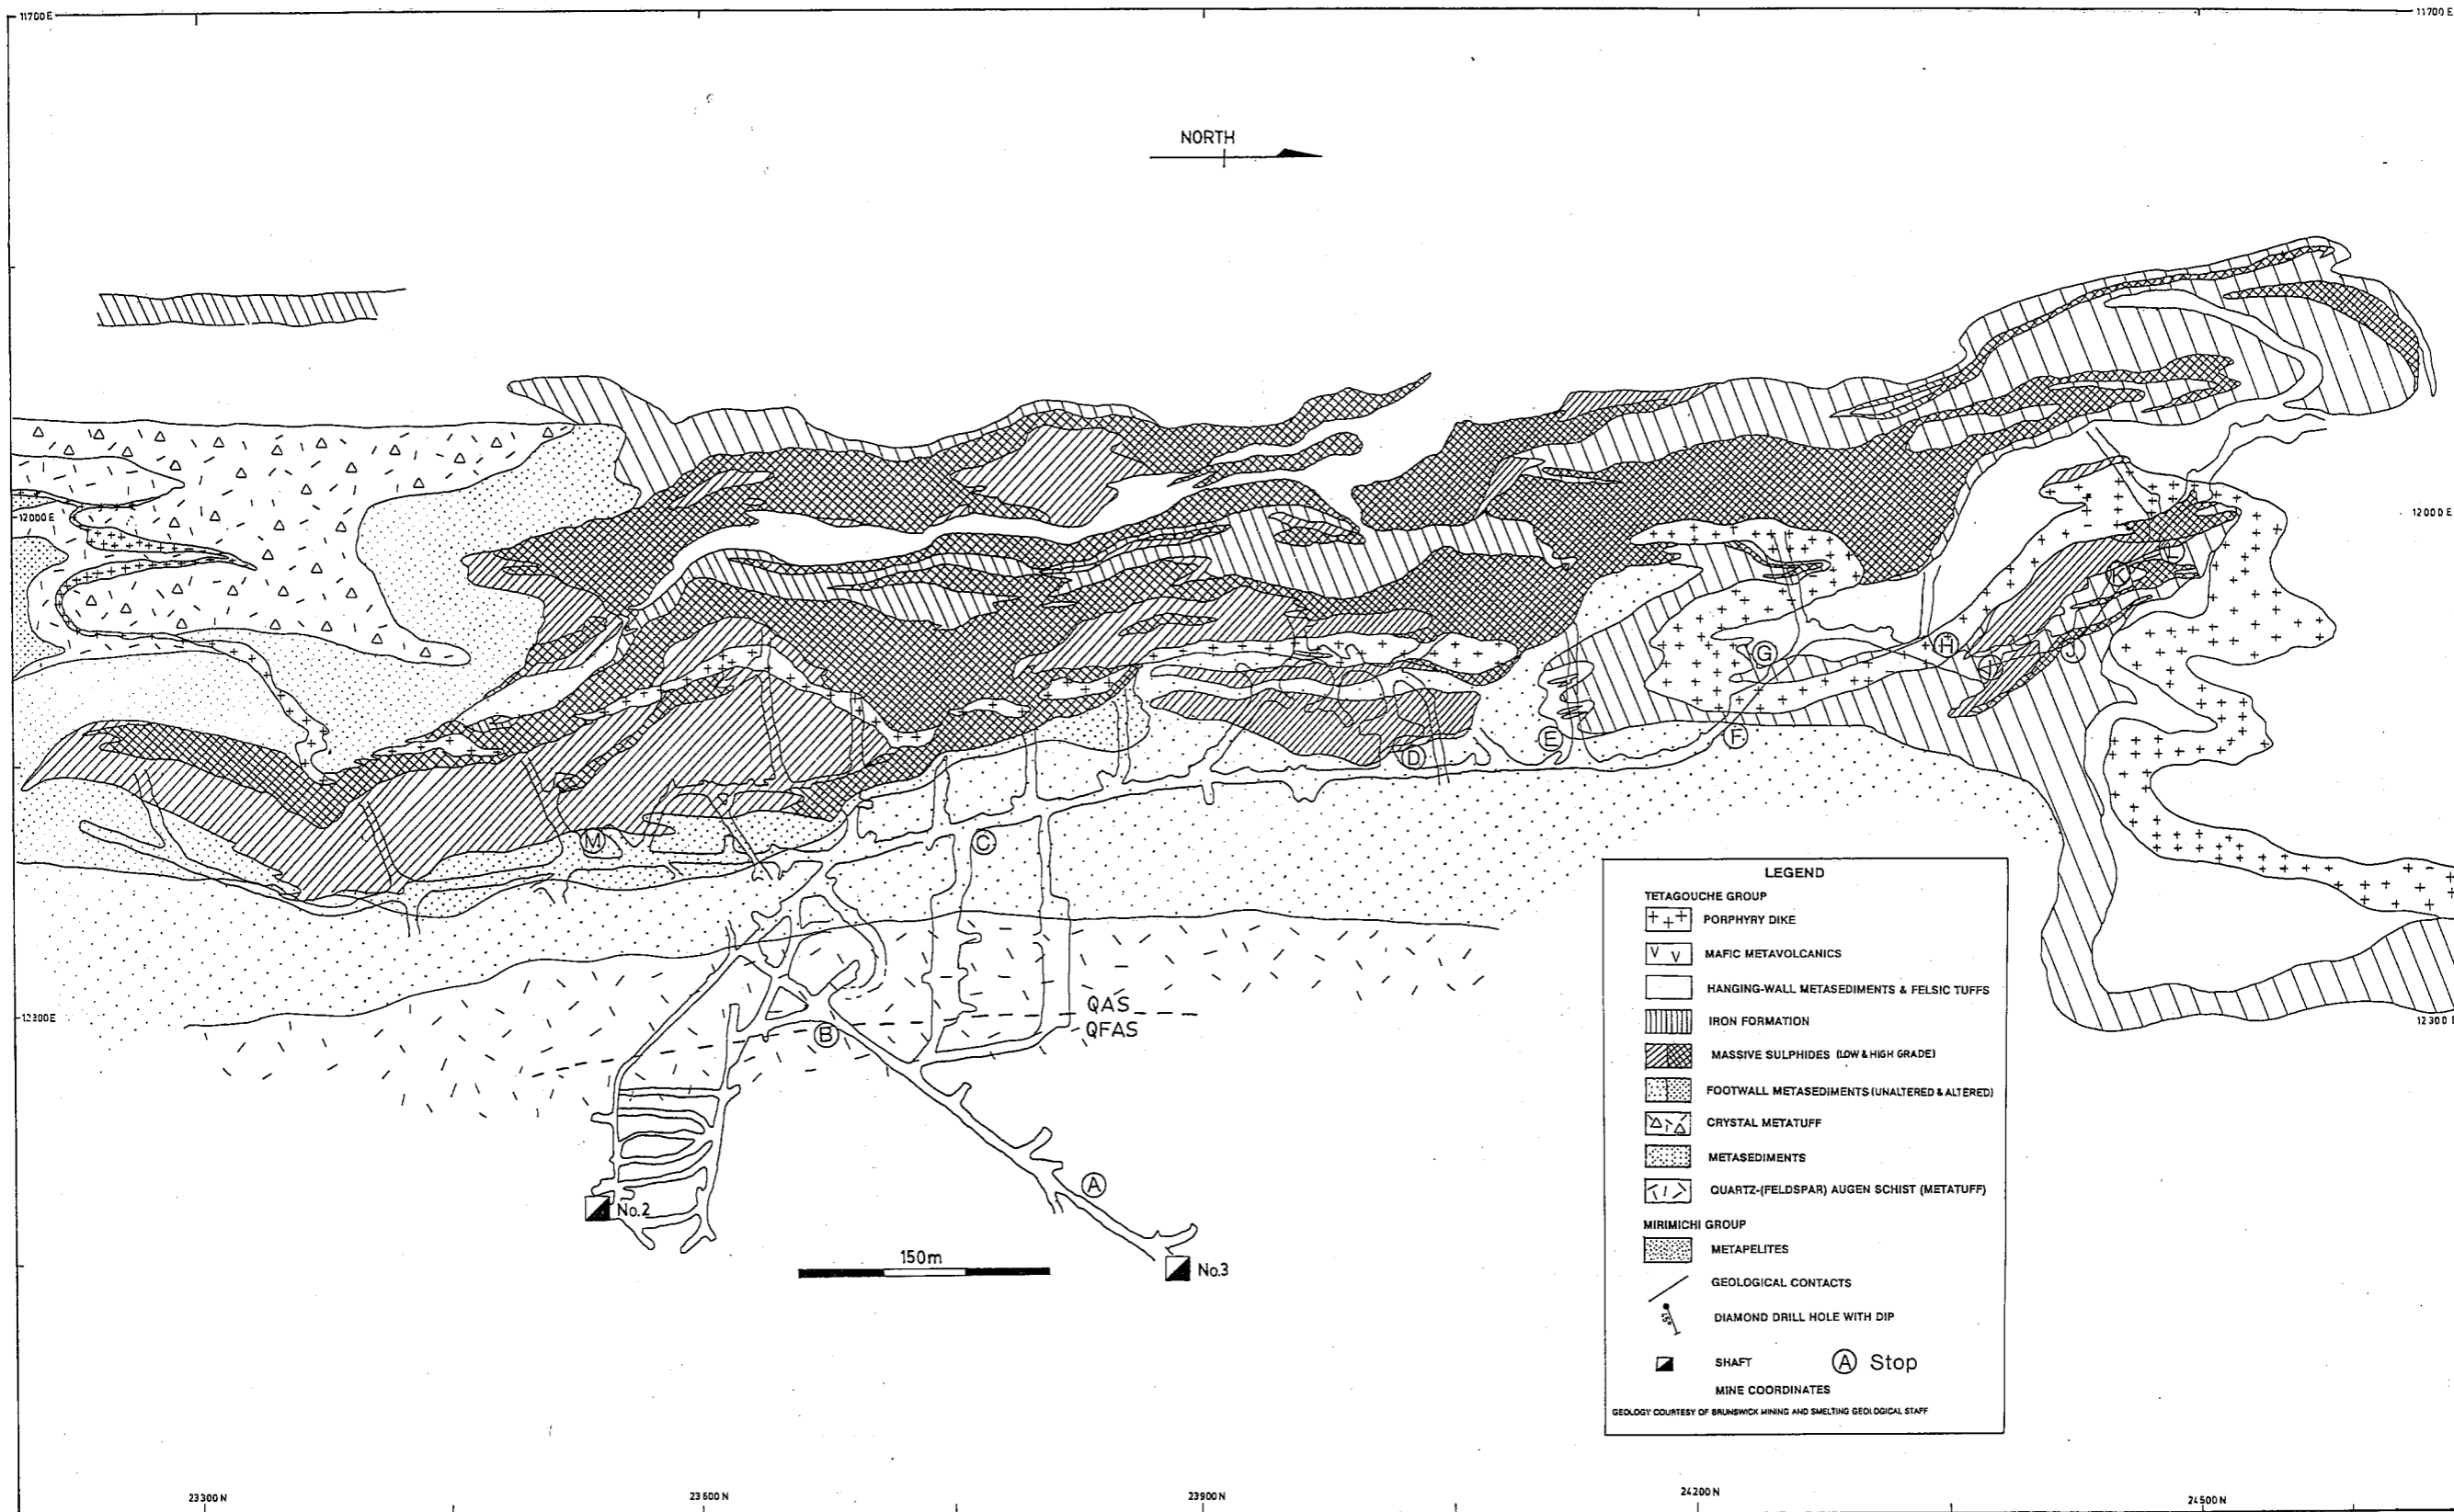 11700 E
11700 E
NORTH
12000 E
12000 E
L
K
G
H
I
J
E
F
D
M
C
LEGEND
TETAGOUCHE GROUP
PORPHYRY DIKE
V V
MAFIC METAVOLCANICS
HANGING-WALL METASEDIMENTS & FELSIC TUFFS
IRON FORMATION
MASSIVE SULPHIDES (LOW & HIGH GRADE)
FOOTWALL METASEDIMENTS (UNALTERED & ALTERED)
CRYSTAL METATUFF
METASEDIMENTS
QUARTZ-(FELDSPAR) AUGEN SCHIST (METATUFF)
MIRIMICHI GROUP
METAPELITES
GEOLOGICAL CONTACTS
45°
DIAMOND DRILL HOLE WITH DIP
SHAFT
A Stop
MINE COORDINATES
GEOLOGY COURTESY OF BRUNSWICK MINING AND SMELTING GEOLOGICAL STAFF
12300E
QAS
QFAS
12300 E
B
A
No.2
No.3
150m
23300 N
23600 N
23900 N
24200 N
24500 N